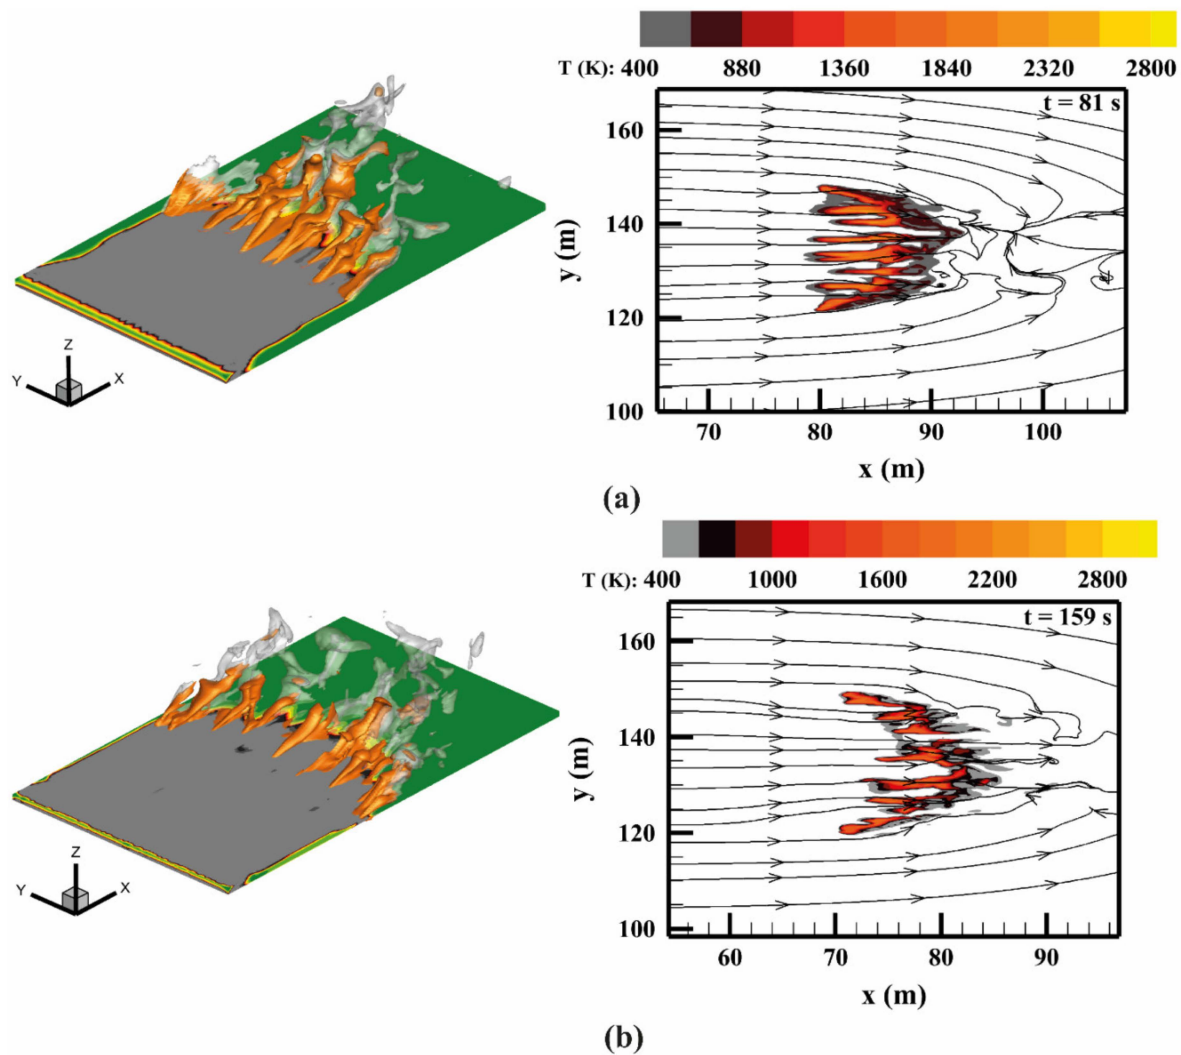 T (K): 400 880 1360 1840 2320 2800
t = 81 s
160
140
120
100
y (m)
70 80 90 100
x (m)
Z
Y X
(a)
T (K): 400 1000 1600 2200 2800
t = 159 s
160
140
120
100
y (m)
60 70 80 90
x (m)
Z
Y X
(b)